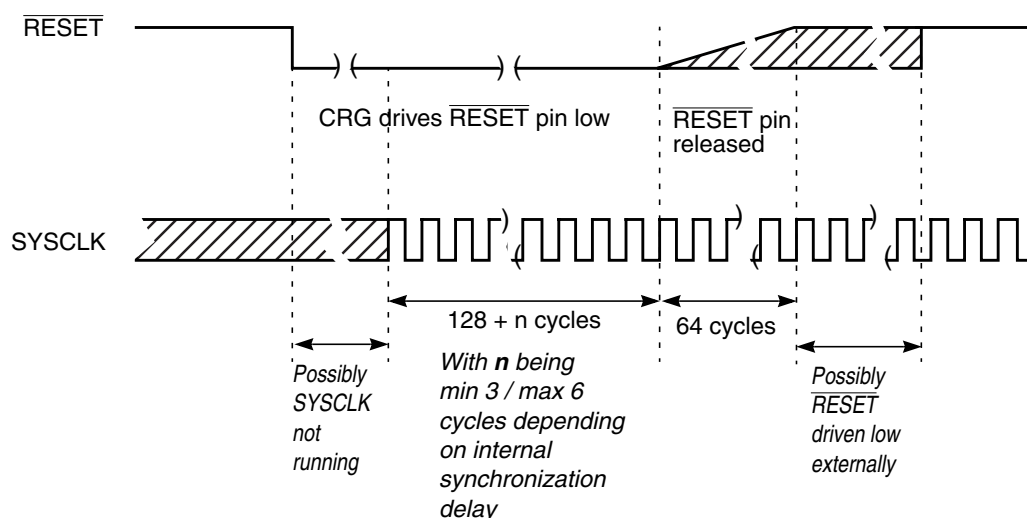 RESET
CRG drives RESET pin low
RESET pin
released
SYSCLK
128 + n cycles
64 cycles
Possibly
SYSCLK
not
running
With n being
min 3 / max 6
cycles depending
on internal
synchronization
delay
Possibly
RESET
driven low
externally